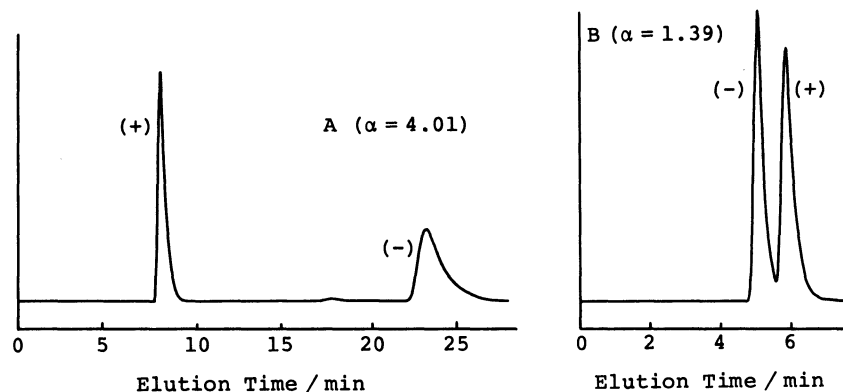 (+)
A (α = 4.01)
(-)
0 5 10 15 20 25
Elution Time / min
B (α = 1.39)
(-)
(+)
0 2 4 6
Elution Time / min